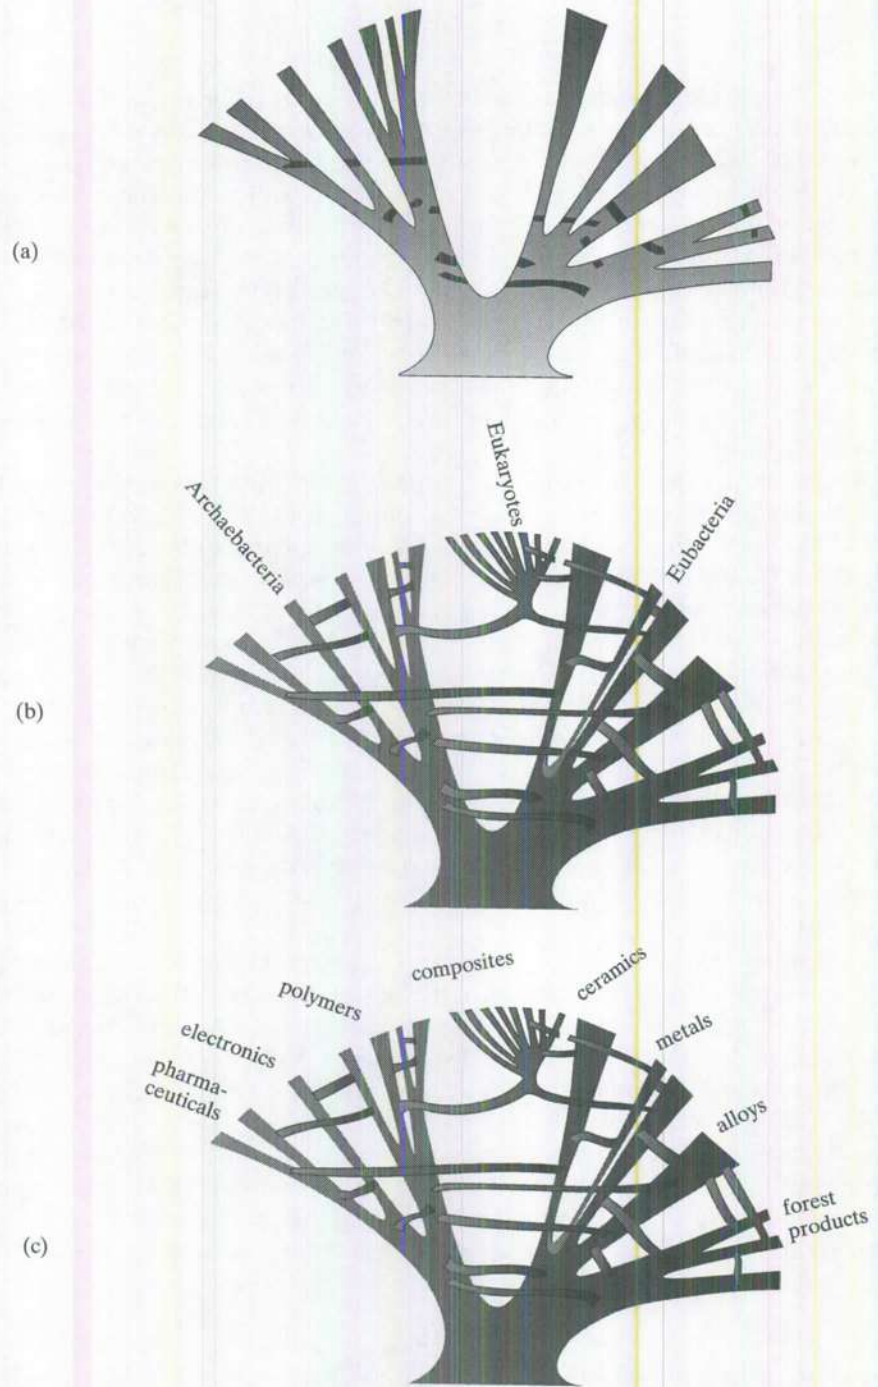 (a)
Eukaryotes
Archaebacteria
Eubacteria
(b)
composites
ceramics
polymers
metals
electronics
pharma-
ceuticals
alloys
forest
products
(c)